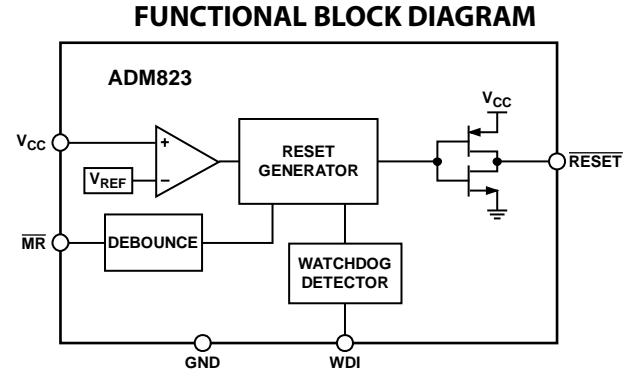 FUNCTIONAL BLOCK DIAGRAM
ADM823
VCC
VCC
+
RESET
GENERATOR
RESET
VREF
−
MR
DEBOUNCE
WATCHDOG
DETECTOR
GND
WDI